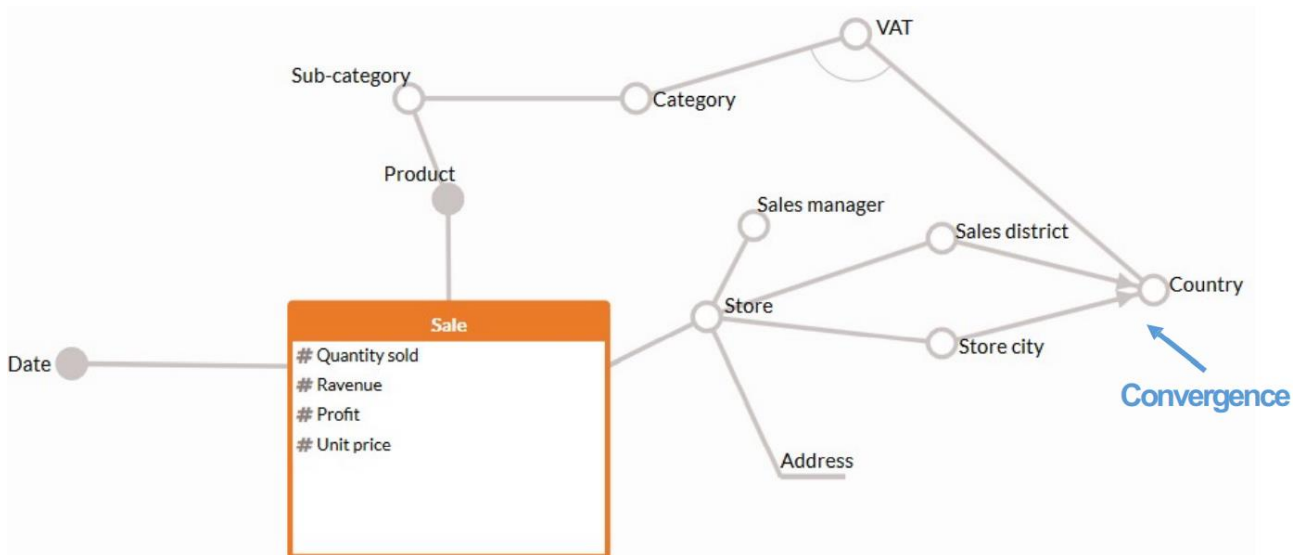 VAT
Sub-category
Category
Product
Sales manager
Sales district
Country
Store
Sale
Store city
# Quantity sold
Date
# Ravenue
# Profit
Convergence
# Unit price
Address